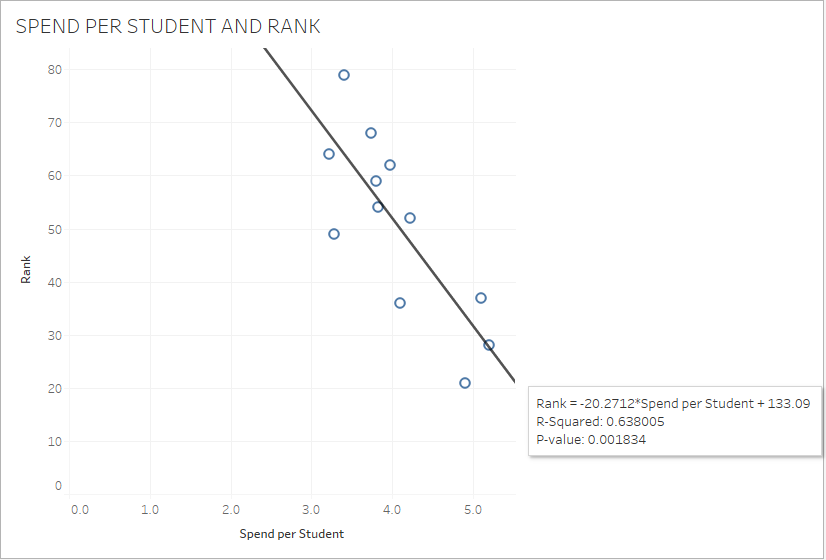 SPEND PER STUDENT AND RANK
80
70
60
50
40
30
20
10
0
Rank
0.0 1.0 2.0 3.0 4.0 5.0
Spend per Student
Rank = -20.2712*Spend per Student + 133.09
R-Squared: 0.638005
P-value: 0.001834